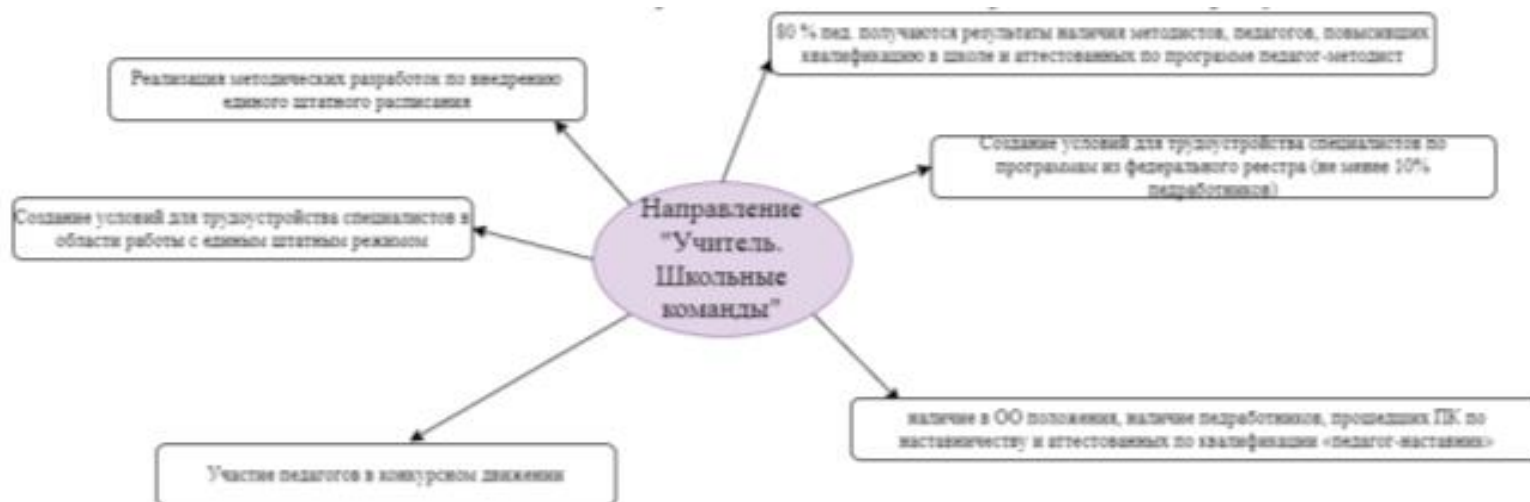 80 % пед. получаются результаты наличия методистов, педагогов, повысивших
квалификацию в школе и аттестованных по программе педагог-методист
Реализация методических разработок по внедрению
единого штатного расписания
Создание условий для трудоустройства специалистов по
программам из федерального реестра (не менее 10%
педработников)
Создание условий для трудоустройства специалистов в
области работы с единым штатным режимом
Направление
"Учитель.
Школьные
команды"
наличие в ОО положения, наличие педработников, прошедших ПК по
наставничеству и аттестованных по квалификации «педагог-наставник»
Участие педагогов в конкурсном движении